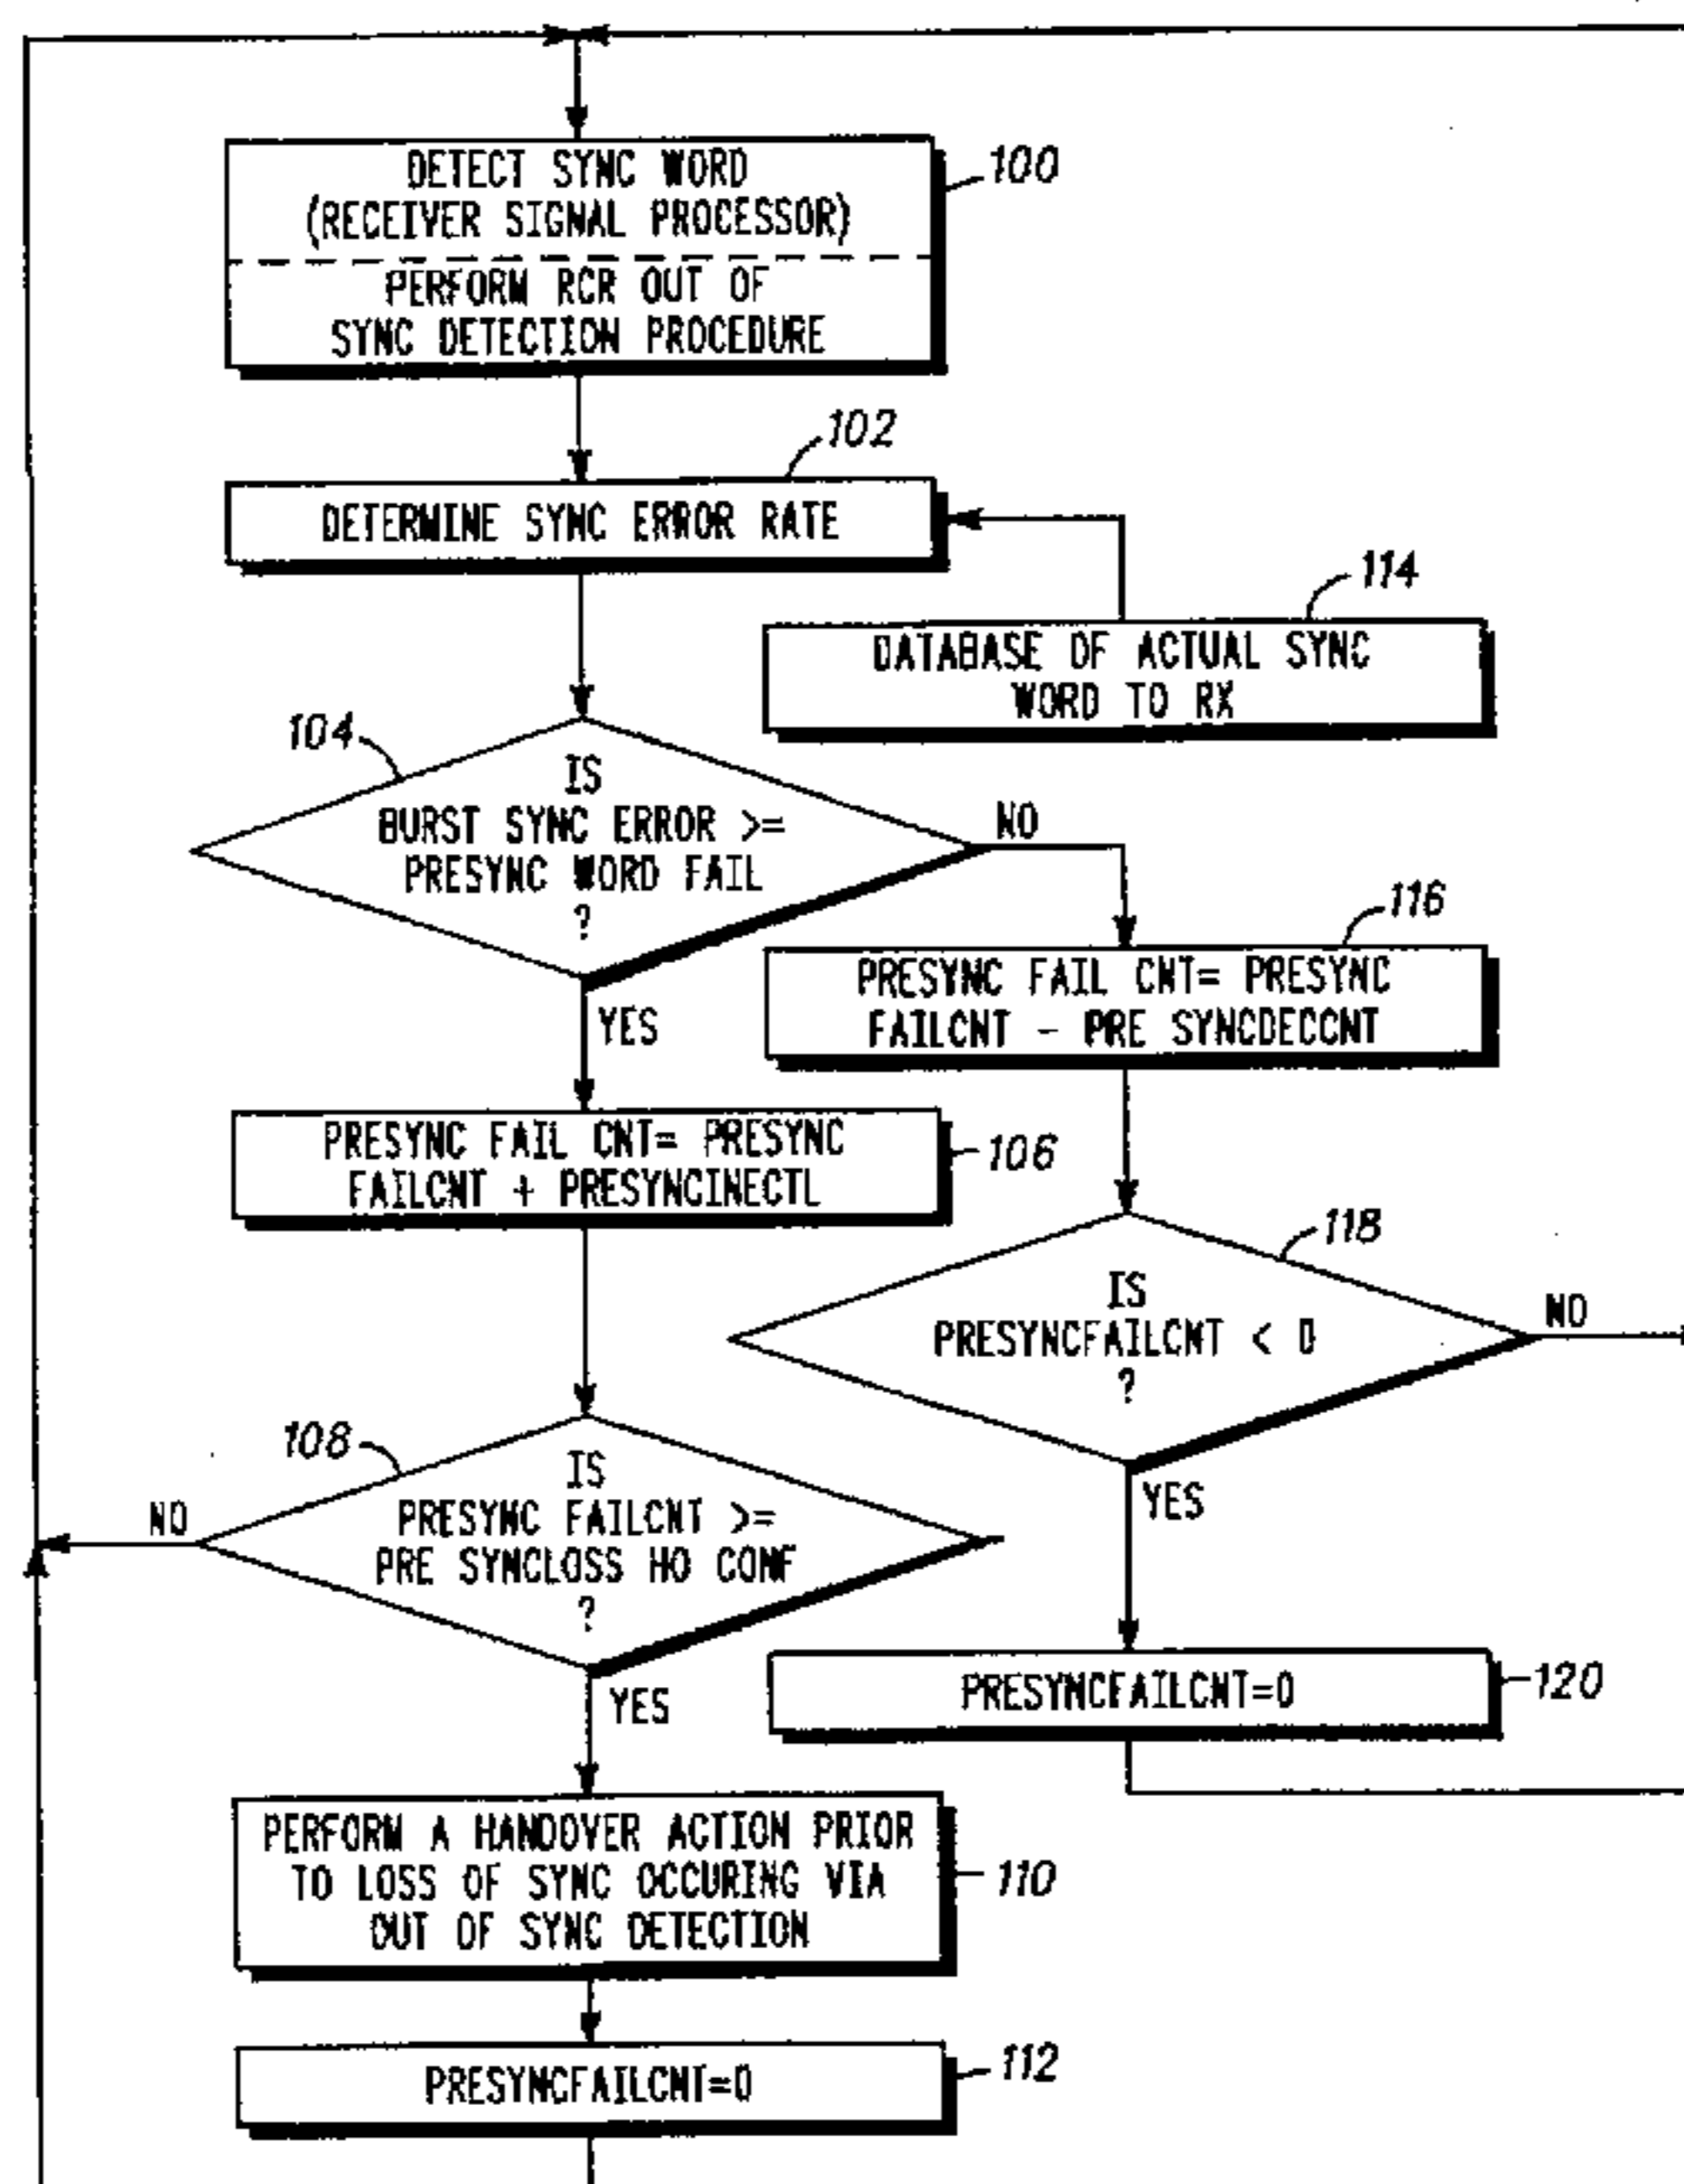 DETECT SYNC WORD
(RECEIVER SIGNAL PROCESSOR)
PERFORM RCR OUT OF
SYNC DETECTION PROCEDURE
100
102
DETERMINE SYNC ERROR RATE
114
DATABASE OF ACTUAL SYNC
WORD TO RX
104
IS
BURST SYNC ERROR >=
PRESYNC WORD FAIL
?
NO
YES
116
PRESYNC FAIL CNT= PRESYNC
FAILCNT - PRE SYNCDECCNT
PRESYNC FAIL CNT= PRESYNC
FAILCNT + PRESYNCINECTL
106
118
IS
PRESYNCFAILCNT < 0
?
NO
YES
108
IS
PRESYNC FAILCNT >=
PRE SYNCLOSS HO CONF
?
NO
YES
PRESYNCFAILCNT=0
120
PERFORM A HANDOVER ACTION PRIOR
TO LOSS OF SYNC OCCURING VIA
OUT OF SYNC DETECTION
110
PRESYNCFAILCNT=0
112